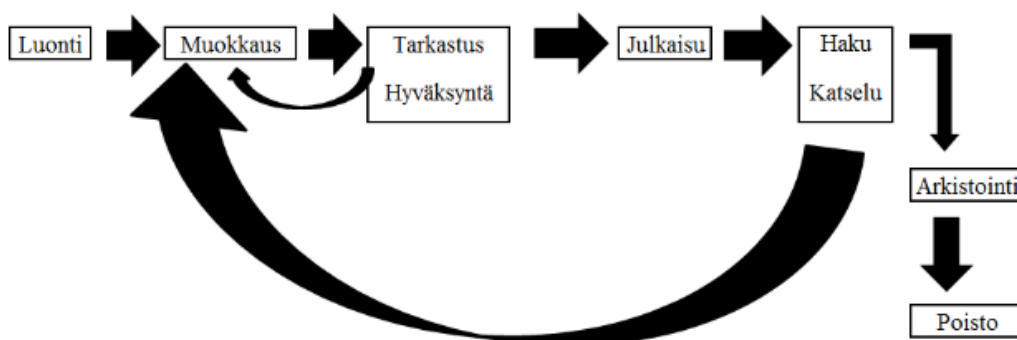 Luonti
Muokkaus
Tarkastus
Hyväksyntä
Julkaisu
Haku
Katselu
Arkistointi
Poisto